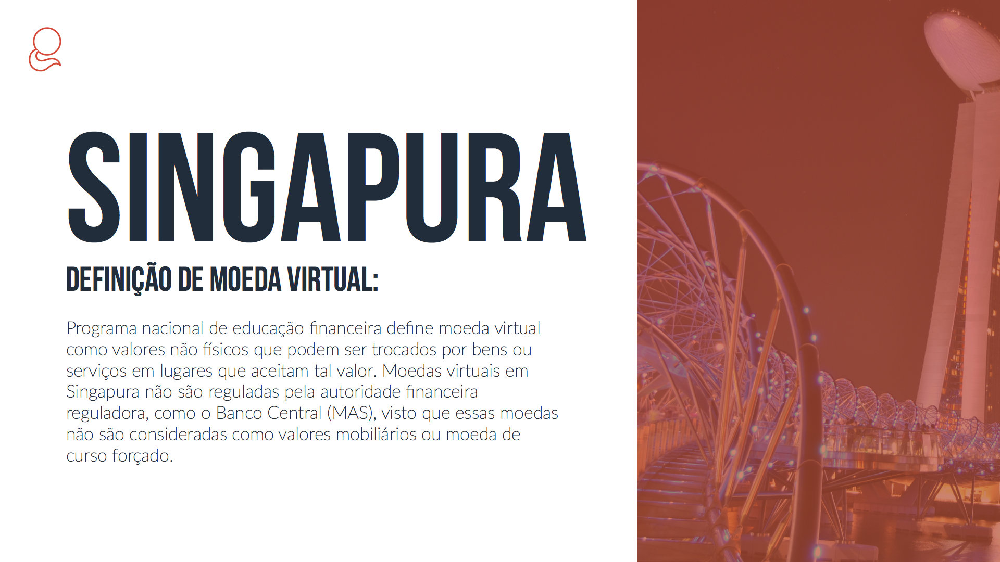 SINGAPURA
DEFINIÇÃO DE MOEDA VIRTUAL:
Programa nacional de educação financeira define moeda virtual
como valores não físicos que podem ser trocados por bens ou
serviços em lugares que aceitam tal valor. Moedas virtuais em
Singapura não são reguladas pela autoridade financeira
reguladora, como o Banco Central (MAS), visto que essas moedas
não são consideradas como valores mobiliários ou moeda de
curso forçado.